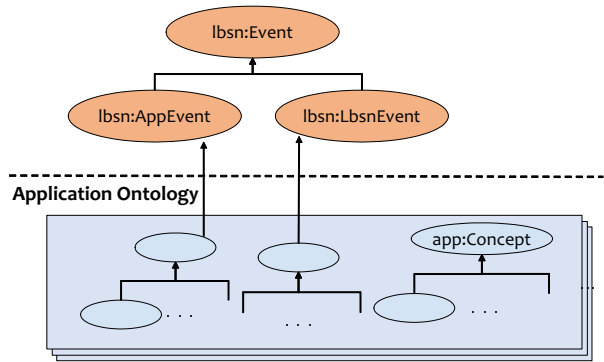 lbsn:Event
lbsn:AppEvent
lbsn:LbsnEvent
Application Ontology
app:Concept
...
. . .
. . .
. . .